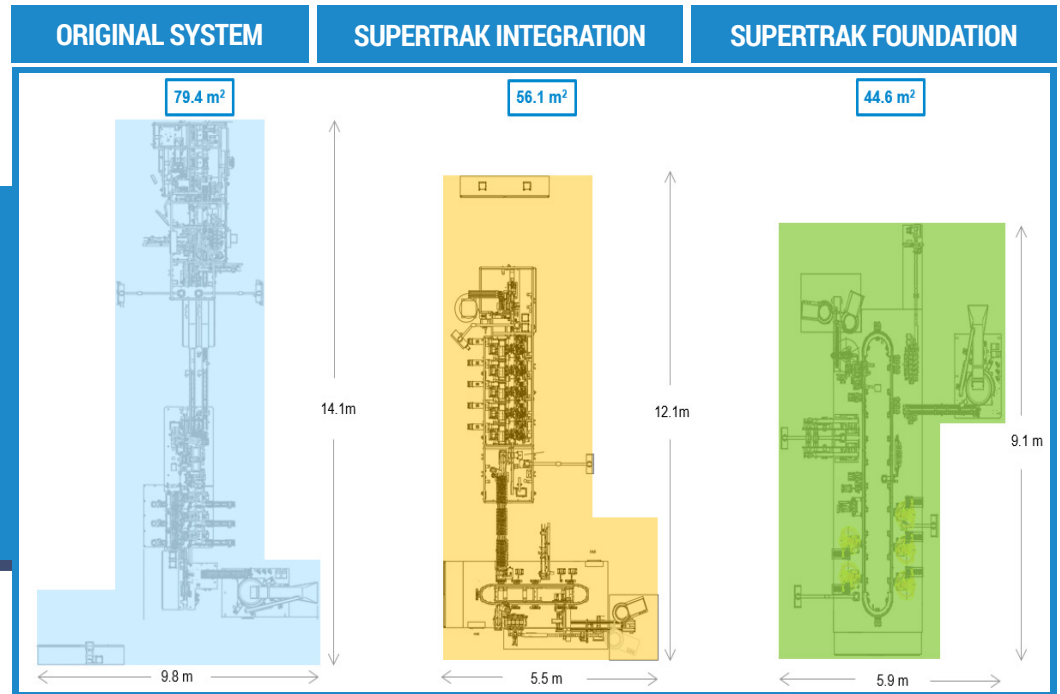 ORIGINAL SYSTEM
SUPERTRAK INTEGRATION
SUPERTRAK FOUNDATION
79.4 m²
56.1 m²
44.6 m²
14.1m
12.1m
9.1 m
9.8 m
5.5 m
5.9 m